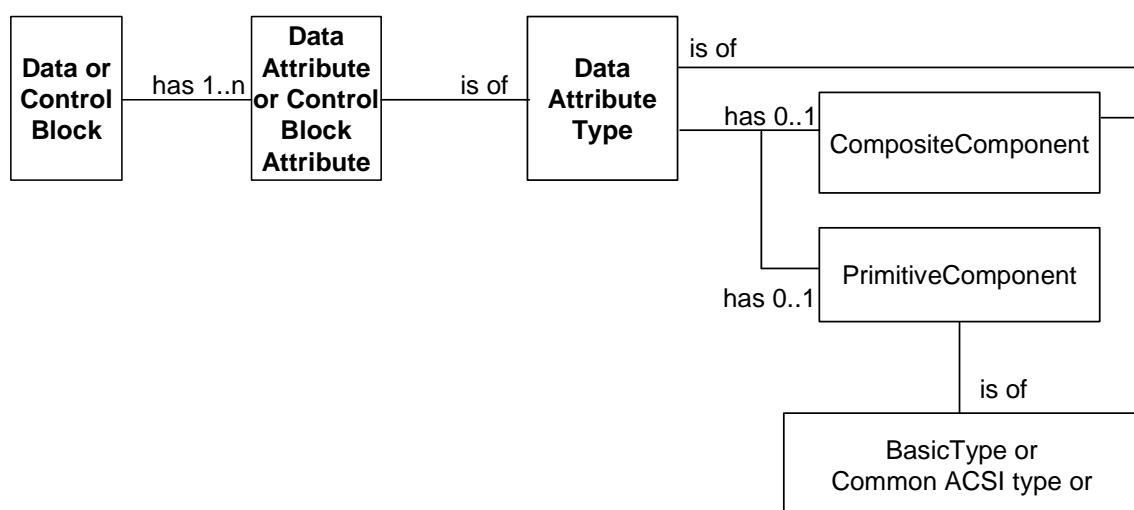 Data or
Control
Block
has 1..n
Data
Attribute
or Control
Block
Attribute
is of
Data
Attribute
Type
is of
has 0..1
CompositeComponent
PrimitiveComponent
has 0..1
is of
BasicType or
Common ACSI type or